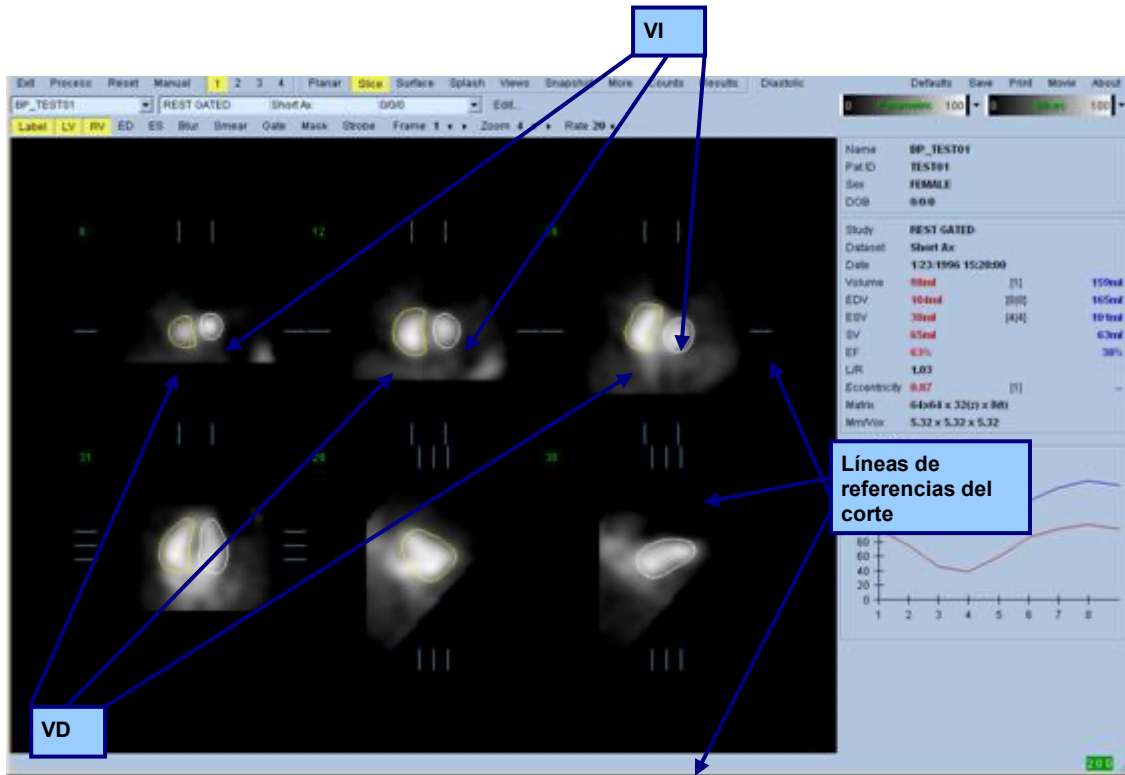 VI
Exit Process Reset Manual 1 2 3 4 Planar Slice Surface Splash Views Snapshot More Counts Results Diastolic Defaults Save Print Movie About
BP_TEST01 REST GATED Short Ax 0/0/0 Edit...
0 100 0 100
Label LV RV ED ES Blur Smear Gate Mask Strobe Frame 1 Zoom 4 Rate 20
Name BP_TEST01
Pat ID TEST01
Sex FEMALE
DOB 0/0/0
Study REST GATED
Dataset Short Ax
Date 1/23/1996 15:20:00
Volume 98ml [1] 159ml
EDV 104ml [8|8] 165ml
ESV 38ml [4|4] 101ml
SV 65ml 63ml
EF 63% 38%
L/R 1.03
Eccentricity 0.87 [1] --
Matrix 64x64 x 32(z) x 8(t)
Mm/Vox 5.32 x 5.32 x 5.32
12
Líneas de
referencias del
corte
80
60
40
20
0
1 2 3 4 5 6 7 8
VD